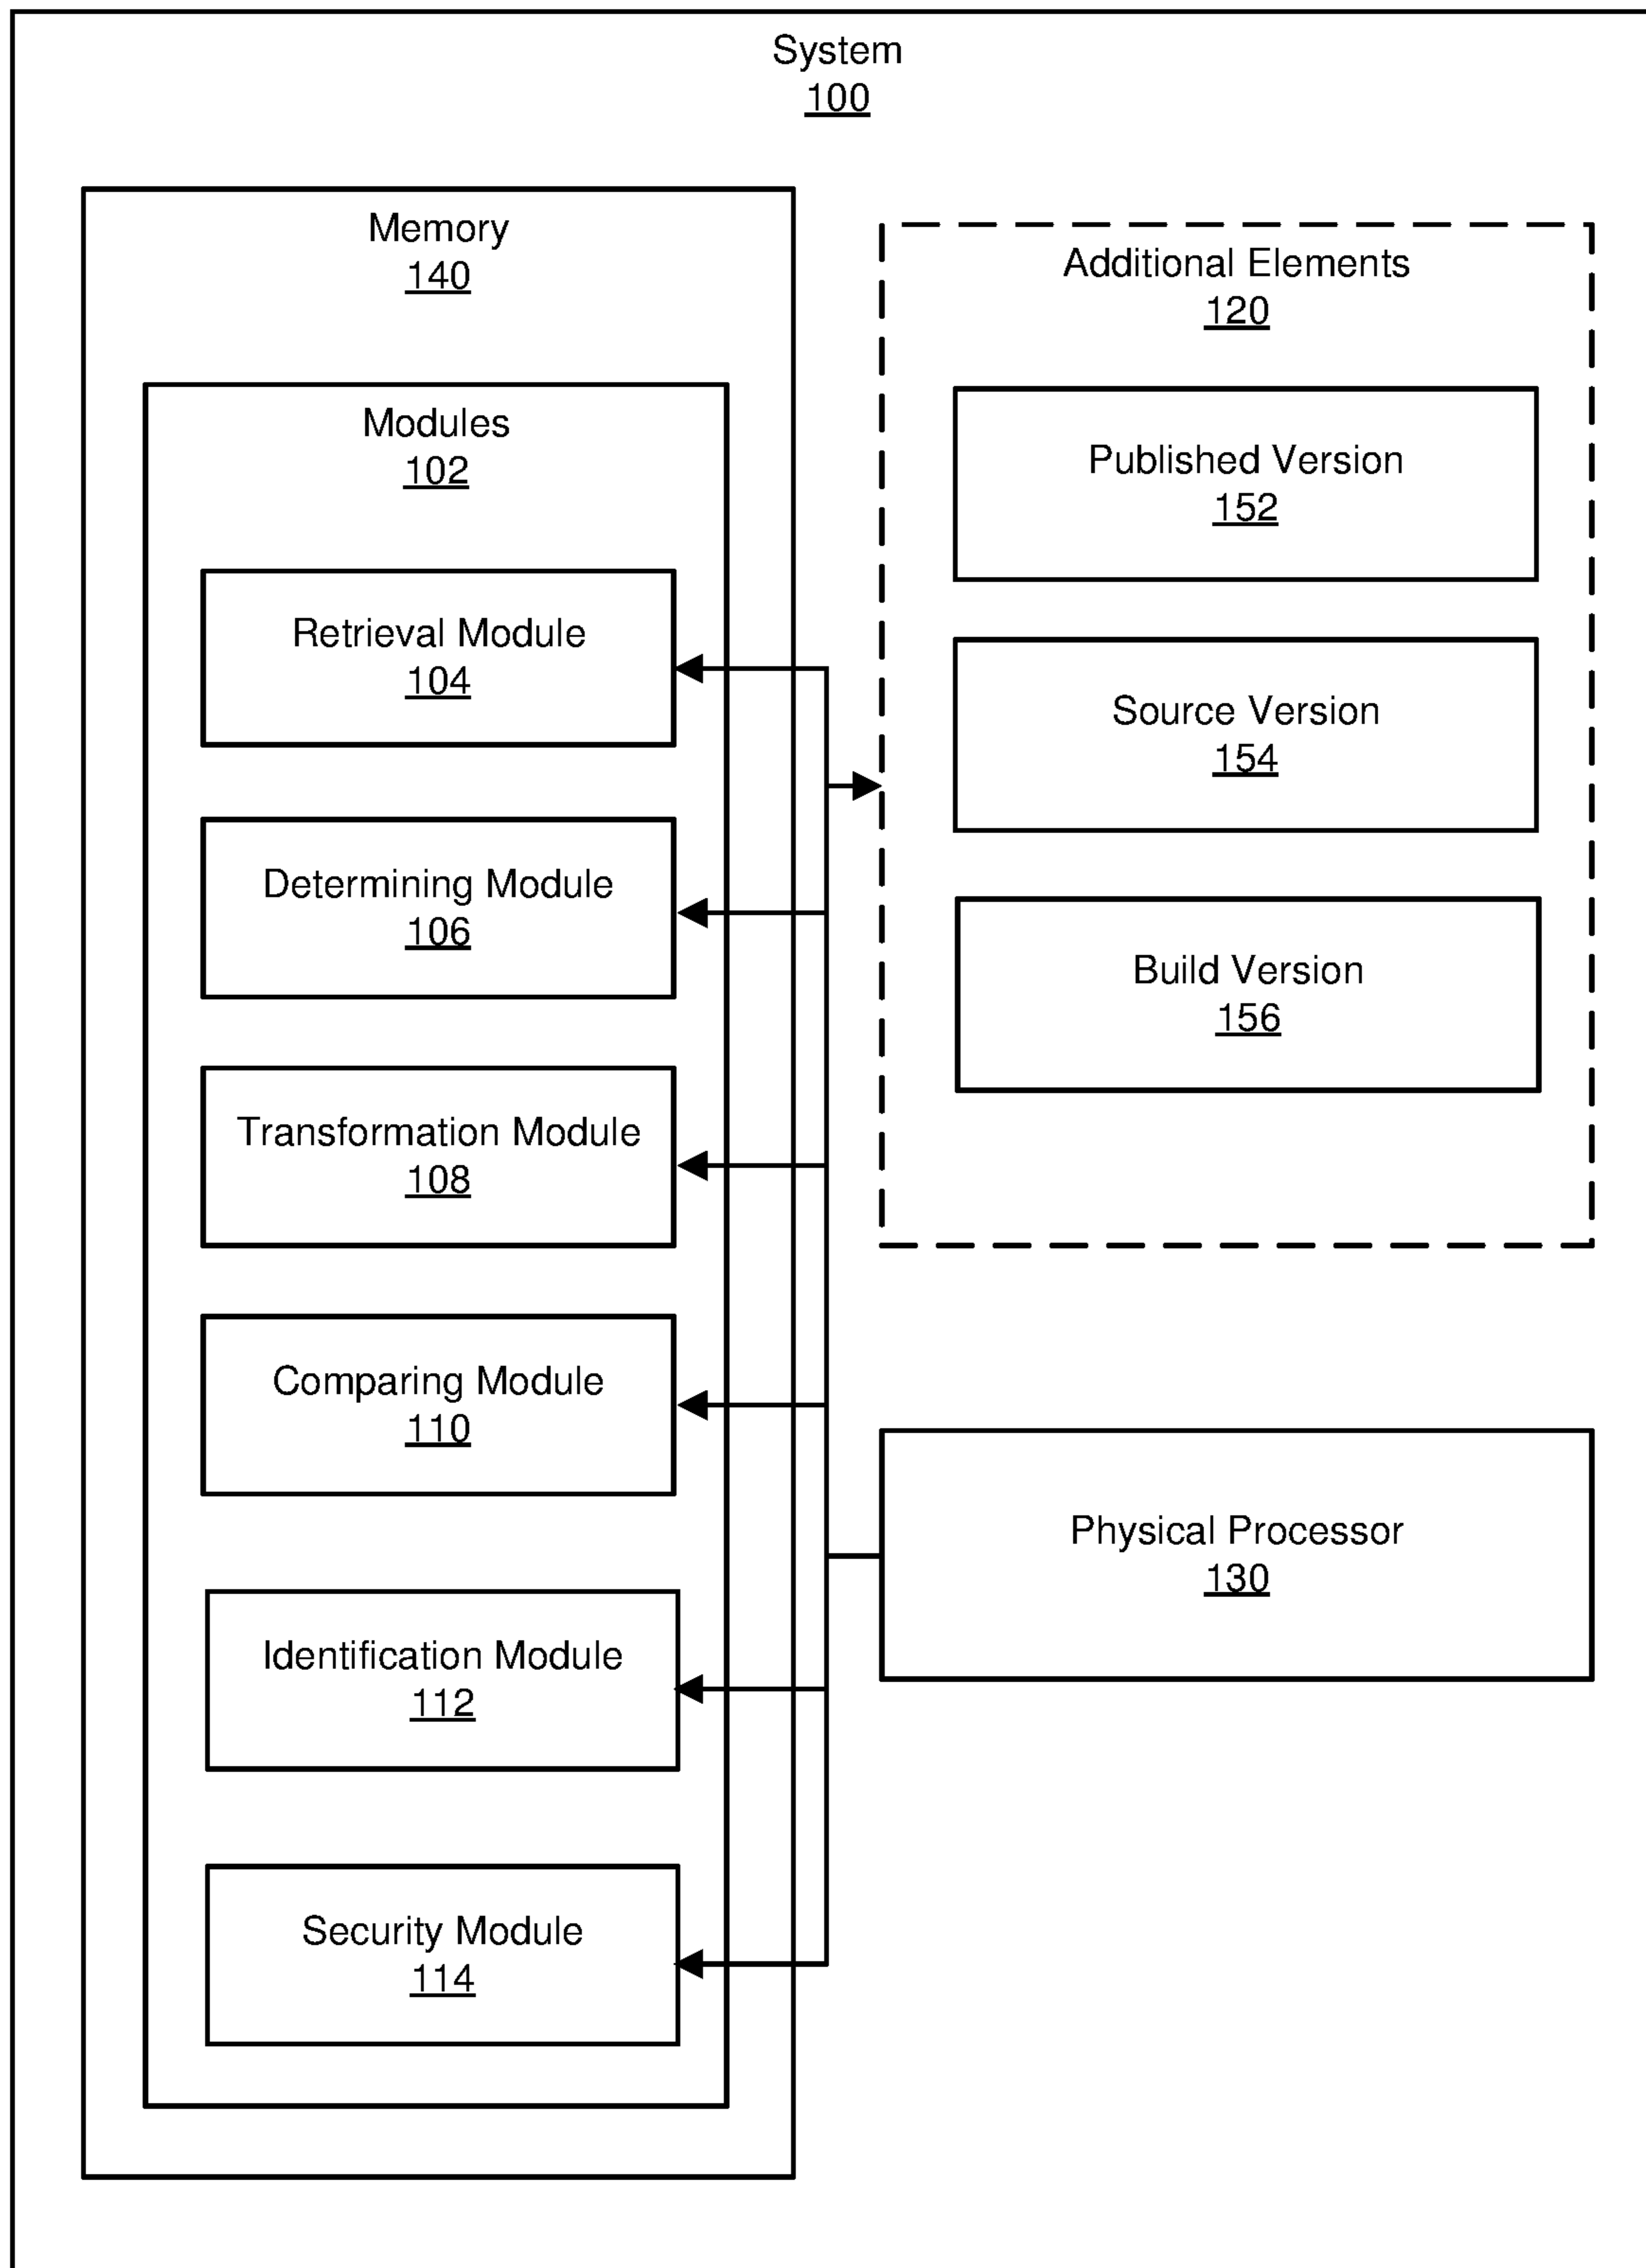 System
100
Memory
140
Modules
102
Retrieval Module
104
Determining Module
106
Transformation Module
108
Comparing Module
110
Identification Module
112
Security Module
114
Additional Elements
120
Published Version
152
Source Version
154
Build Version
156
Physical Processor
130